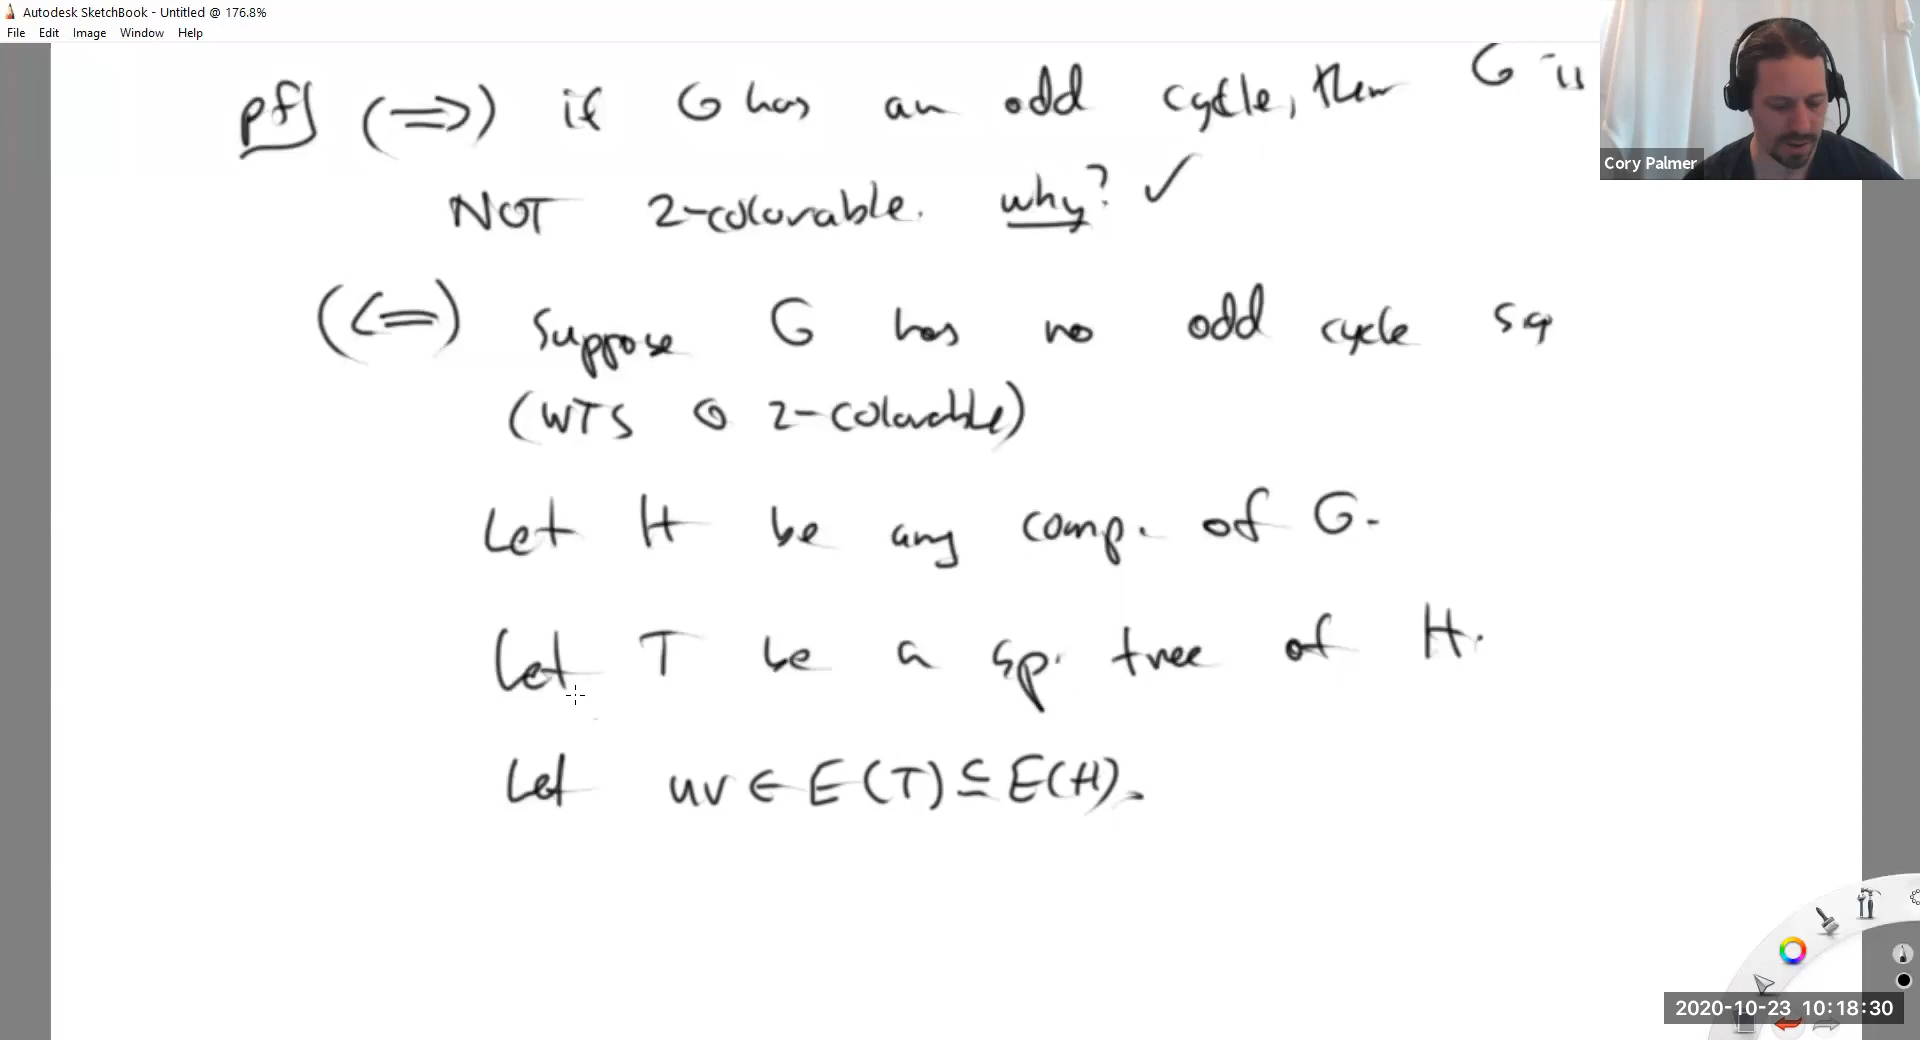 Autodesk SketchBook - Untitled @ 176.8%
File Edit Image Window Help
pf) (⇒) if G has an odd cycle, then G is
NOT 2-colorable. why? ✓
Cory Palmer
(⇐) Suppose G has no odd cycle sg
(WTS G 2-colorable)
Let H be any comp. of G.
Let T be a sp. tree of H.
Let uv ∈ E(T) ⊆ E(H).
2020-10-23 10:18:30